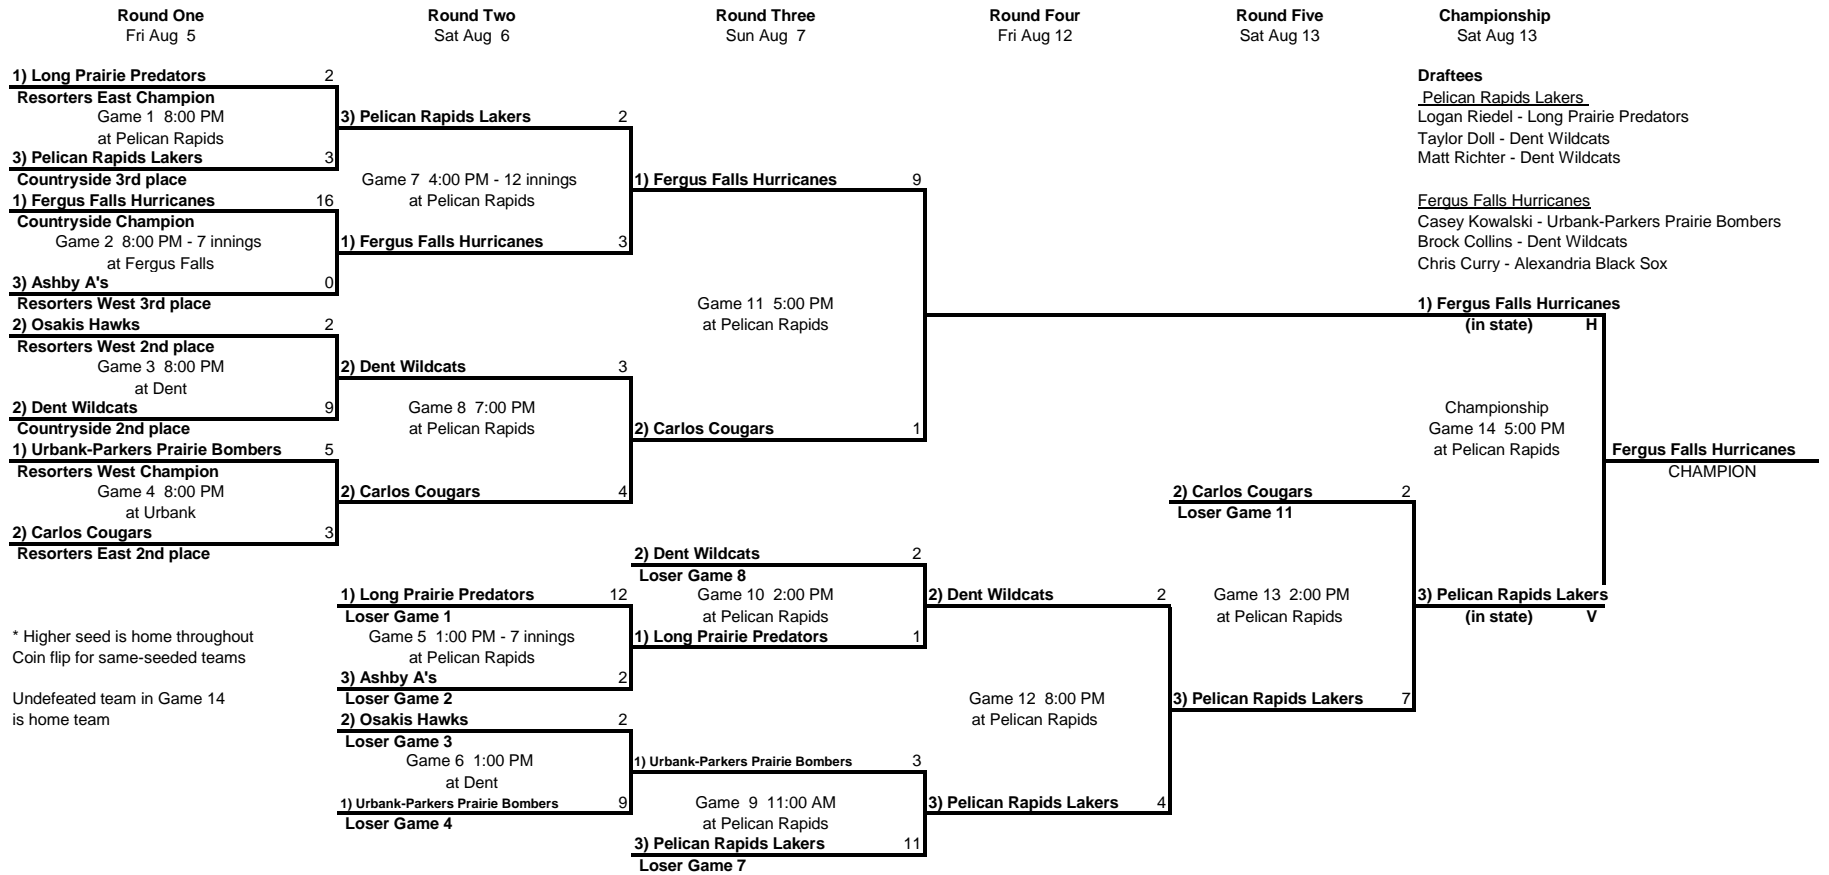 Round One
Fri Aug  5
Round Two
Sat Aug  6
Round Three
Sun Aug  7
Round Four
Fri Aug 12
Round Five
Sat Aug 13
Championship
Sat Aug 13
1) Long Prairie Predators 2
Resorters East Champion
Game 1  8:00 PM
at Pelican Rapids
3) Pelican Rapids Lakers 3
Countryside 3rd place
1) Fergus Falls Hurricanes 16
Countryside Champion
Game 2  8:00 PM - 7 innings
at Fergus Falls
3) Ashby A's 0
Resorters West 3rd place
2) Osakis Hawks 2
Resorters West 2nd place
Game 3  8:00 PM
at Dent
2) Dent Wildcats 9
Countryside 2nd place
1) Urbank-Parkers Prairie Bombers 5
Resorters West Champion
Game 4  8:00 PM
at Urbank
2) Carlos Cougars 3
Resorters East 2nd place
* Higher seed is home throughout
Coin flip for same-seeded teams
Undefeated team in Game 14
is home team
3) Pelican Rapids Lakers 2
Game 7  4:00 PM - 12 innings
at Pelican Rapids
1) Fergus Falls Hurricanes 3
2) Dent Wildcats 3
Game 8  7:00 PM
at Pelican Rapids
2) Carlos Cougars 4
1) Long Prairie Predators 12
Loser Game 1
Game 5  1:00 PM - 7 innings
at Pelican Rapids
3) Ashby A's 2
Loser Game 2
2) Osakis Hawks 2
Loser Game 3
Game 6  1:00 PM
at Dent
1) Urbank-Parkers Prairie Bombers 9
Loser Game 4
1) Fergus Falls Hurricanes 9
Game 11  5:00 PM
at Pelican Rapids
2) Carlos Cougars 1
2) Dent Wildcats 2
Loser Game 8
Game 10  2:00 PM
at Pelican Rapids
1) Long Prairie Predators 1
1) Urbank-Parkers Prairie Bombers 3
Game  9  11:00 AM
at Pelican Rapids
3) Pelican Rapids Lakers 11
Loser Game 7
2) Dent Wildcats 2
Game 12  8:00 PM
at Pelican Rapids
3) Pelican Rapids Lakers 4
2) Carlos Cougars 2
Loser Game 11
Game 13  2:00 PM
at Pelican Rapids
3) Pelican Rapids Lakers 7
Draftees
Pelican Rapids Lakers
Logan Riedel - Long Prairie Predators
Taylor Doll - Dent Wildcats
Matt Richter - Dent Wildcats
Fergus Falls Hurricanes
Casey Kowalski - Urbank-Parkers Prairie Bombers
Brock Collins - Dent Wildcats
Chris Curry - Alexandria Black Sox
1) Fergus Falls Hurricanes
(in state) H
Championship
Game 14  5:00 PM
at Pelican Rapids
3) Pelican Rapids Lakers
(in state) V
Fergus Falls Hurricanes
CHAMPION